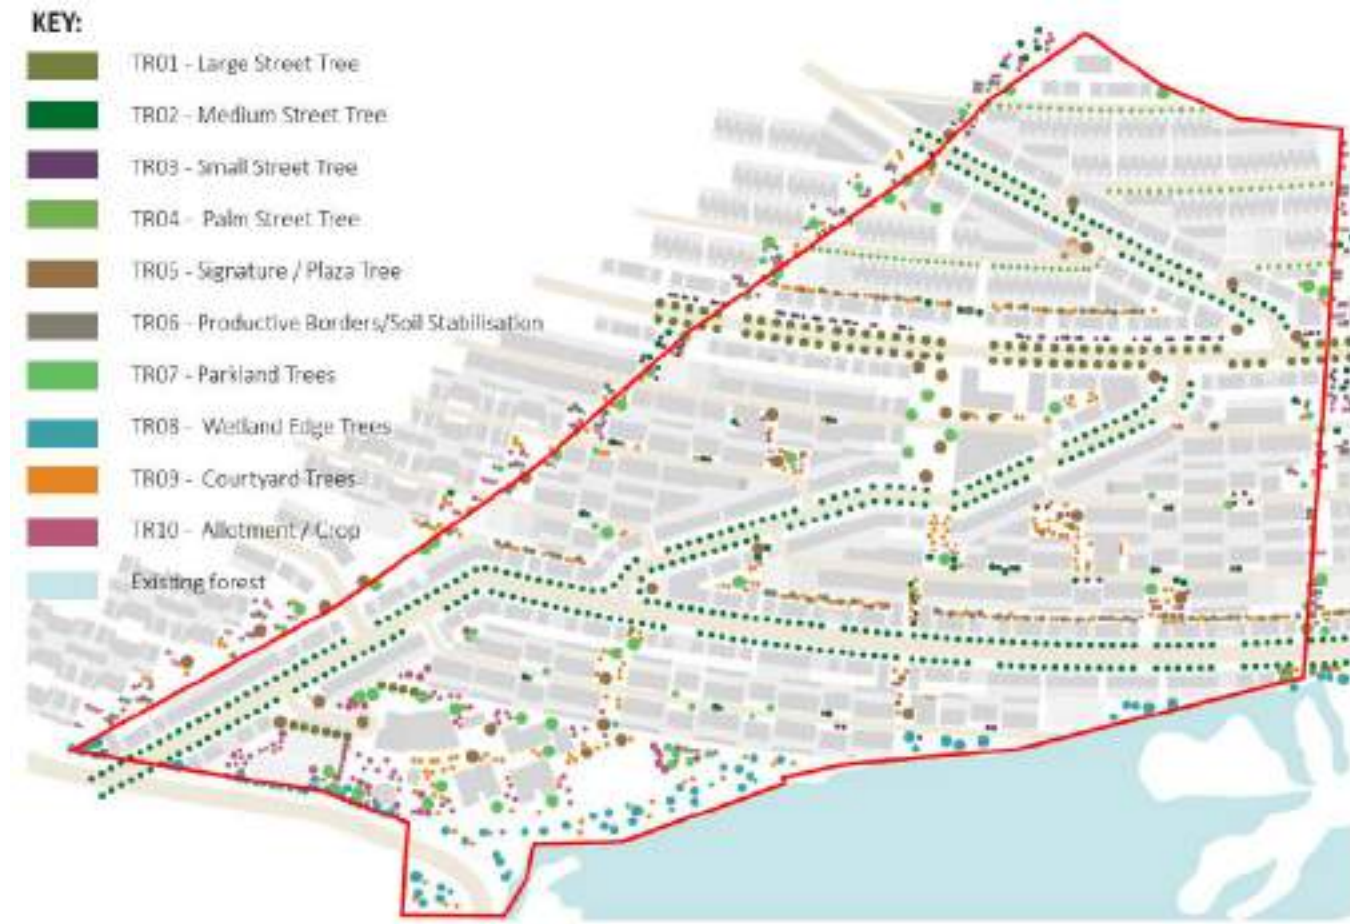 KEY:
TR01 - Large Street Tree
TR02 - Medium Street Tree
TR03 - Small Street Tree
TR04 - Palm Street Tree
TR05 - Signature / Plaza Tree
TR06 - Productive Borders/Soil Stabilisation
TR07 - Parkland Trees
TR08 - Wetland Edge Trees
TR09 - Courtyard Trees
TR10 - Allotment / Crop
Existing forest